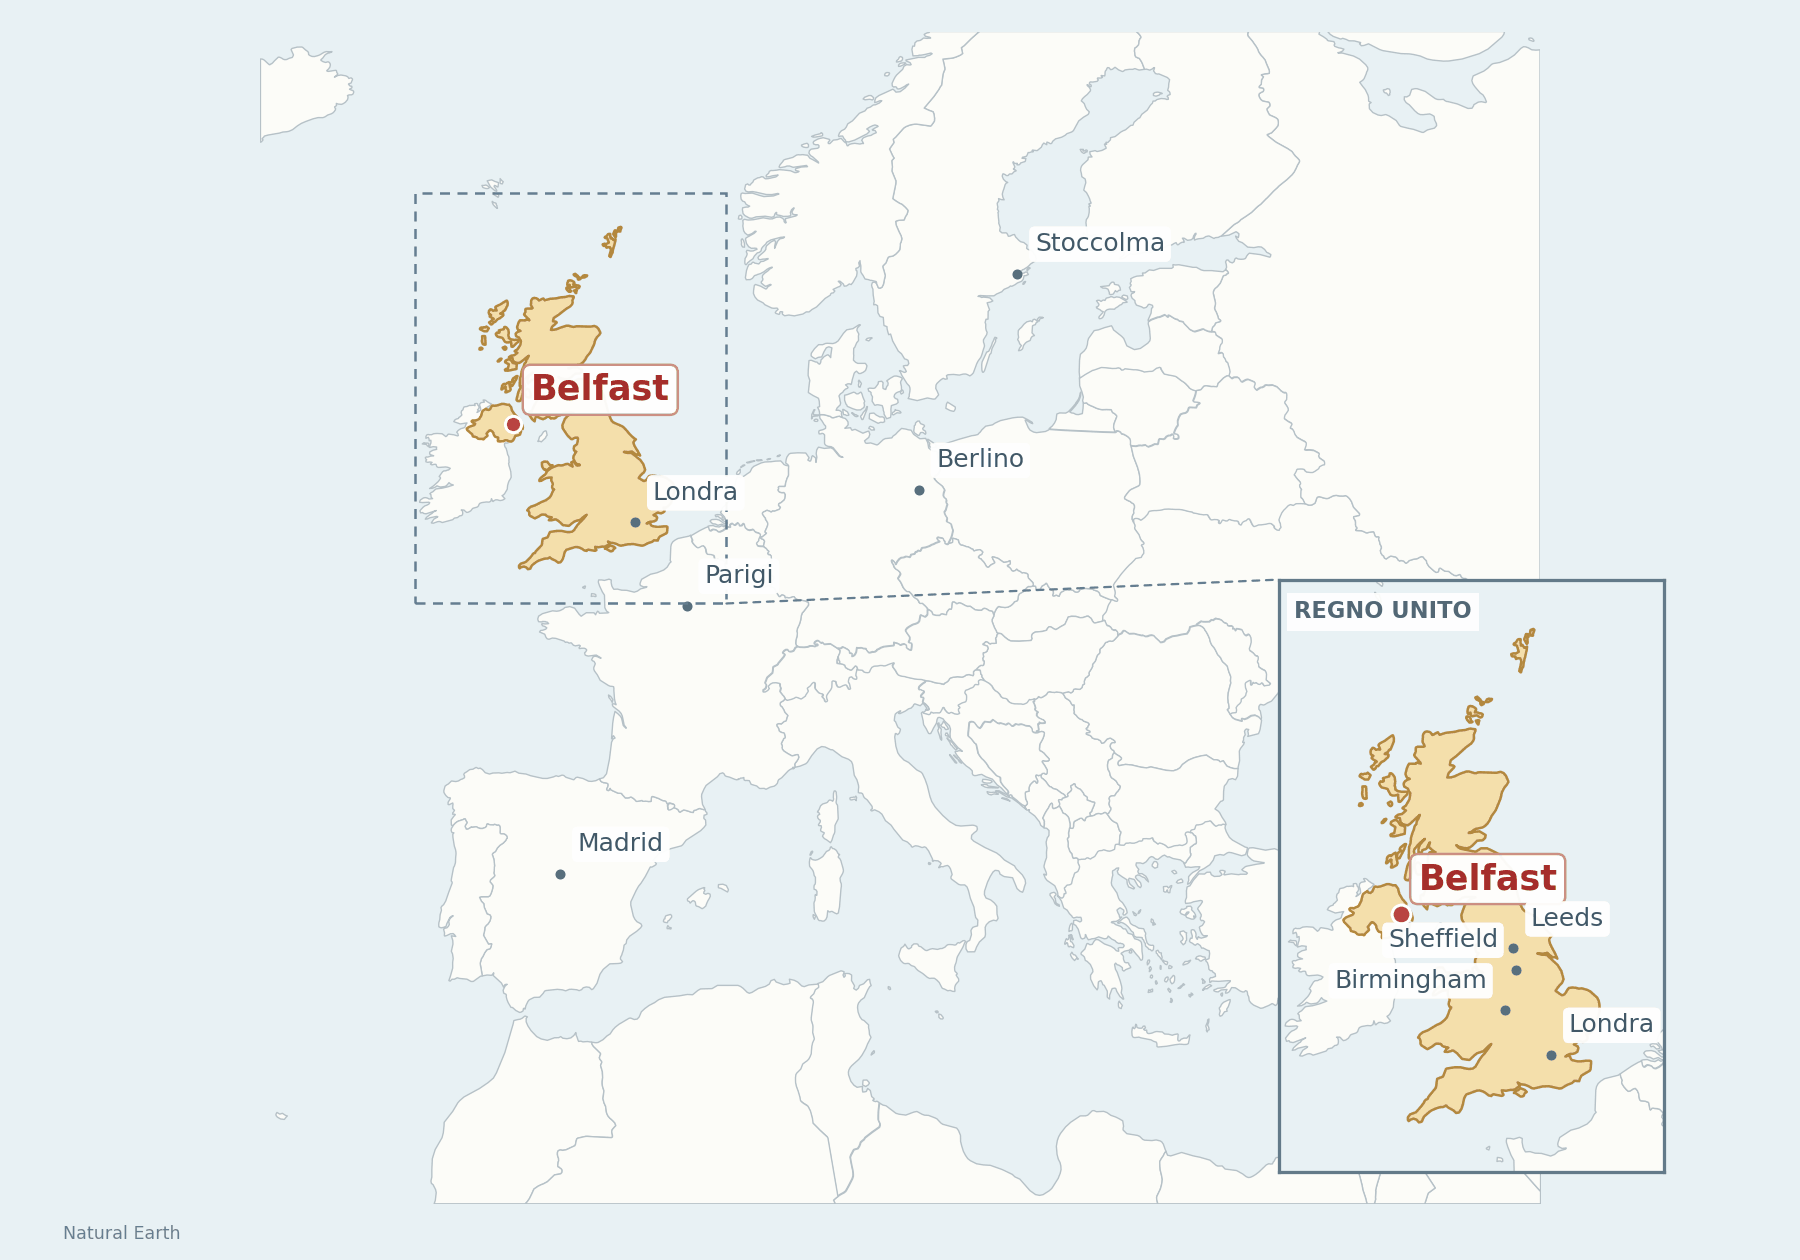 Stoccolma
Belfast
Berlino
Londra
Parigi
Madrid
REGNO UNITO
Belfast
Leeds
Sheffield
Birmingham
Londra
Natural Earth